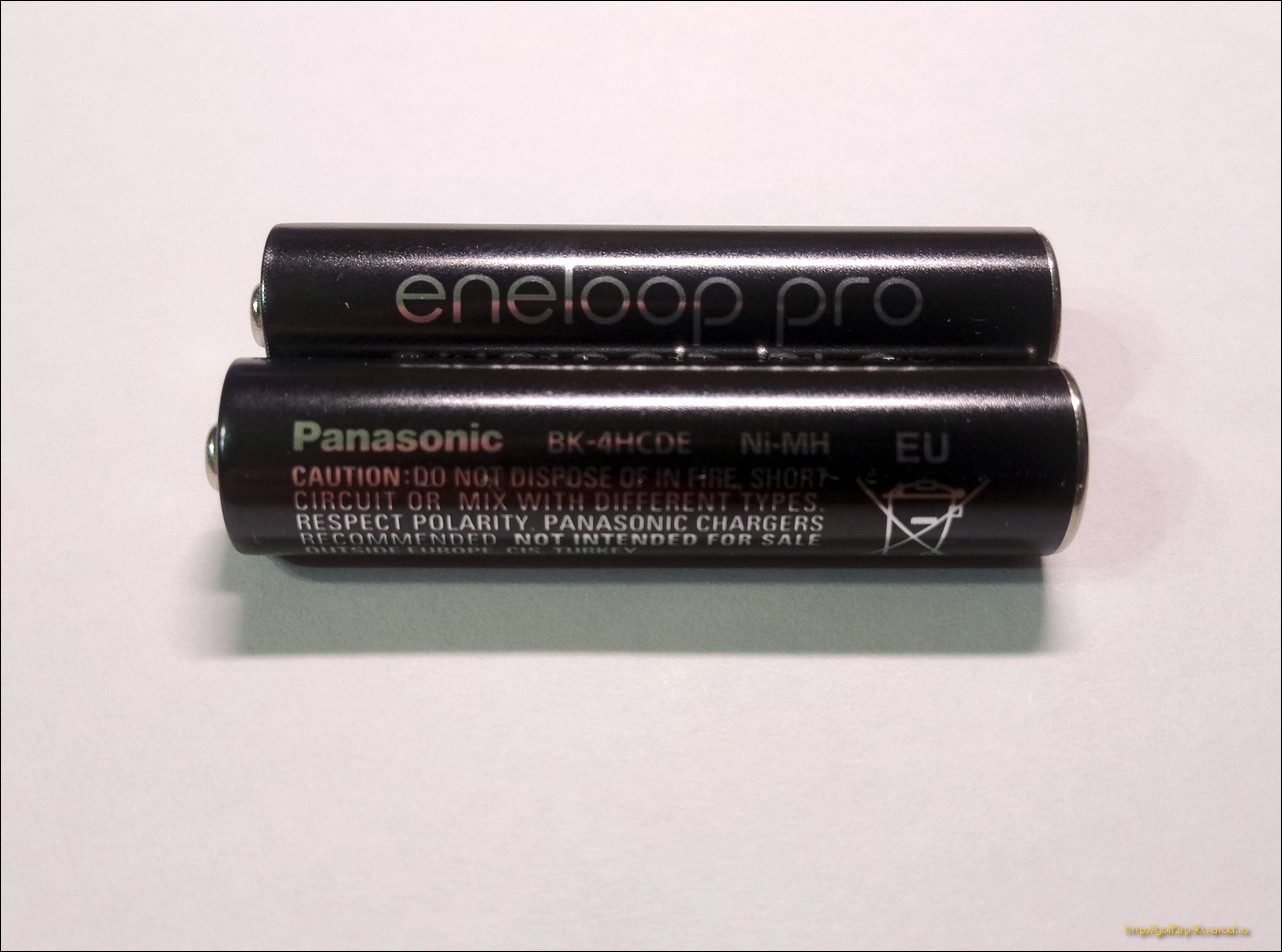 eneloop pro
Panasonic BK-4HCDE Ni-MH EU
CAUTION: DO NOT DISPOSE OF IN FIRE, SHORT-
CIRCUIT OR MIX WITH DIFFERENT TYPES.
RESPECT POLARITY. PANASONIC CHARGERS
RECOMMENDED. NOT INTENDED FOR SALE
OUTSIDE EUROPE, CIS, TURKEY